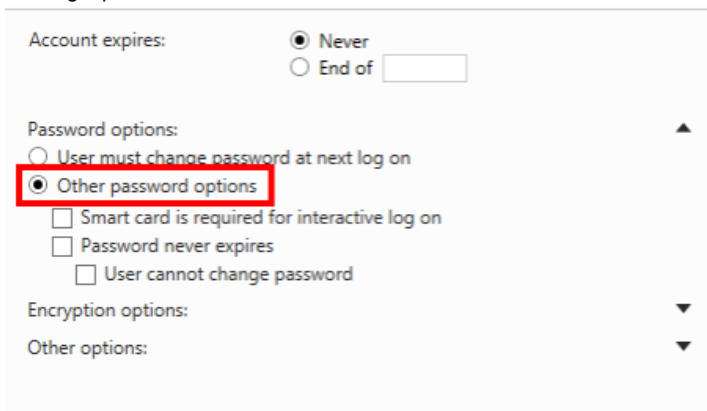 Account expires:
Never
End of
Password options:
User must change password at next log on
Other password options
Smart card is required for interactive log on
Password never expires
User cannot change password
Encryption options:
Other options: